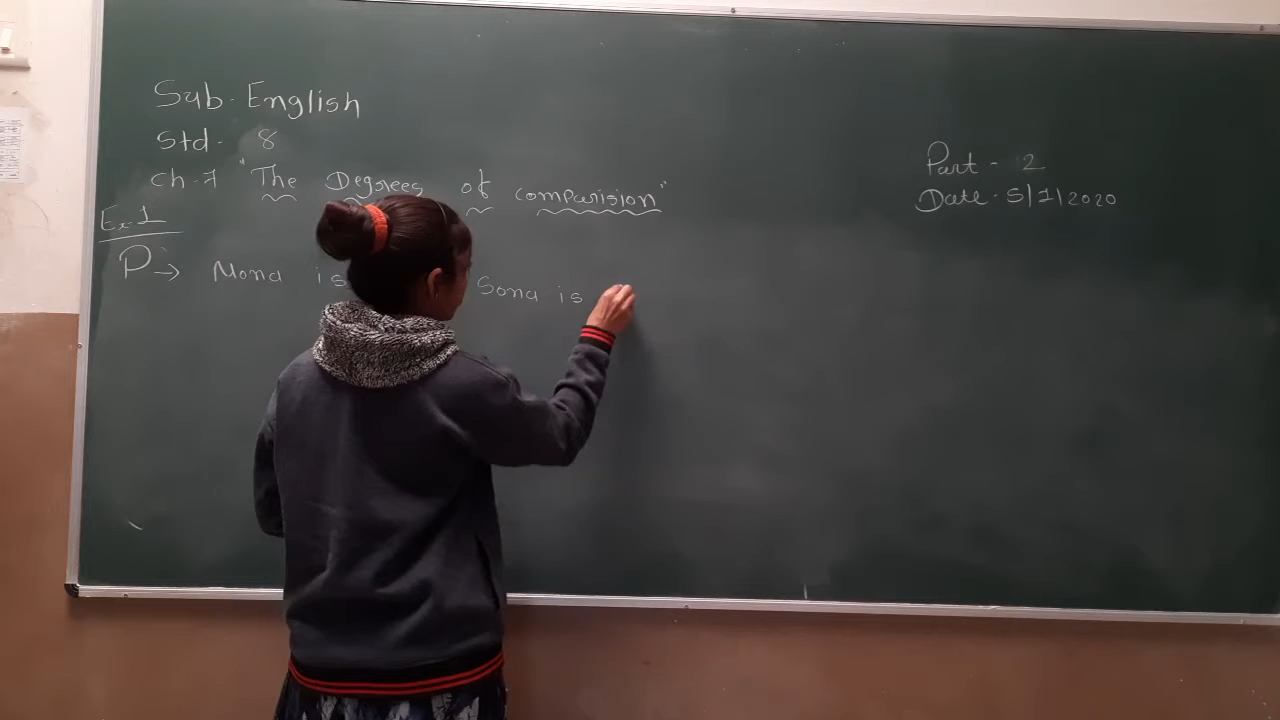 Sub- English
Std- 8
Ch-7 "The Degrees of comparision"
Part - 2
Date- 5/1/2020
Ex-1
P→ Mona is Sona is